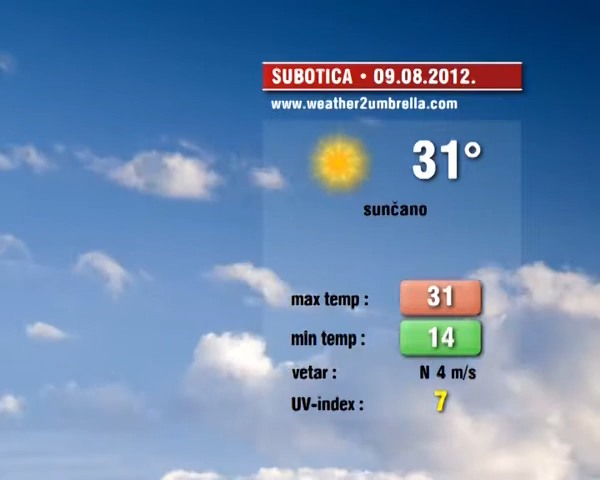 SUBOTICA • 09.08.2012.
www.weather2umbrella.com
31°
sunčano
max temp : 31
min temp : 14
vetar : N 4 m/s
UV-index : 7